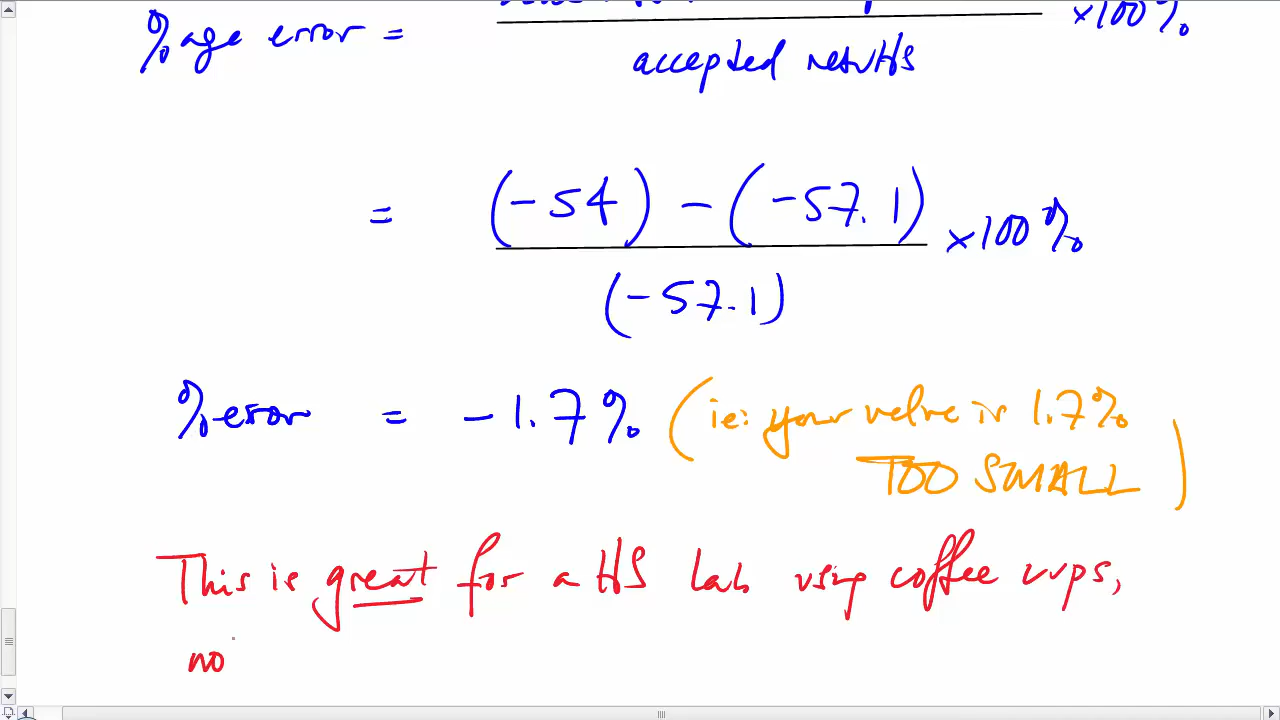 %age error = ×100%
accepted results
= (-54) - (-57.1) ×100%
(-57.1)
%error = -1.7% (ie: your value is 1.7%
TOO SMALL)
This is great for a HS lab using coffee cups,
no